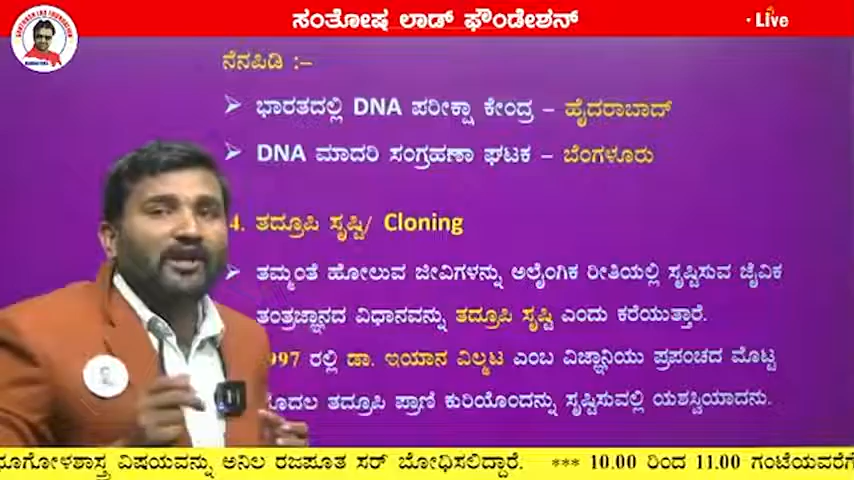 ಸಂತೋಷ ಲಾಡ್ ಫೌಂಡೇಶನ್
• Live
ನೆನಪಿಡಿ :–
➢ ಭಾರತದಲ್ಲಿ DNA ಪರೀಕ್ಷಾ ಕೇಂದ್ರ – ಹೈದರಾಬಾದ್
➢ DNA ಮಾದರಿ ಸಂಗ್ರಹಣಾ ಘಟಕ – ಬೆಂಗಳೂರು
4. ತದ್ರೂಪಿ ಸೃಷ್ಟಿ/ Cloning
➢ ತಮ್ಮಂತೆ ಹೋಲುವ ಜೀವಿಗಳನ್ನು ಅಲೈಂಗಿಕ ರೀತಿಯಲ್ಲಿ ಸೃಷ್ಟಿಸುವ ಜೈವಿಕ
ತಂತ್ರಜ್ಞಾನದ ವಿಧಾನವನ್ನು ತದ್ರೂಪಿ ಸೃಷ್ಟಿ ಎಂದು ಕರೆಯುತ್ತಾರೆ.
997 ರಲ್ಲಿ ಡಾ. ಇಯಾನ ವಿಲ್ಮಟ ಎಂಬ ವಿಜ್ಞಾನಿಯು ಪ್ರಪಂಚದ ಮೊಟ್ಟ
ಮೊದಲ ತದ್ರೂಪಿ ಪ್ರಾಣಿ ಕುರಿಯೊಂದನ್ನು ಸೃಷ್ಟಿಸುವಲ್ಲಿ ಯಶಸ್ವಿಯಾದನು.
ಭೂಗೋಳಶಾಸ್ತ್ರ ವಿಷಯವನ್ನು ಅನಿಲ ರಜಪೂತ ಸರ್ ಬೋಧಿಸಲಿದ್ದಾರೆ. *** 10.00 ರಿಂದ 11.00 ಗಂಟೆಯವರೆಗೆ